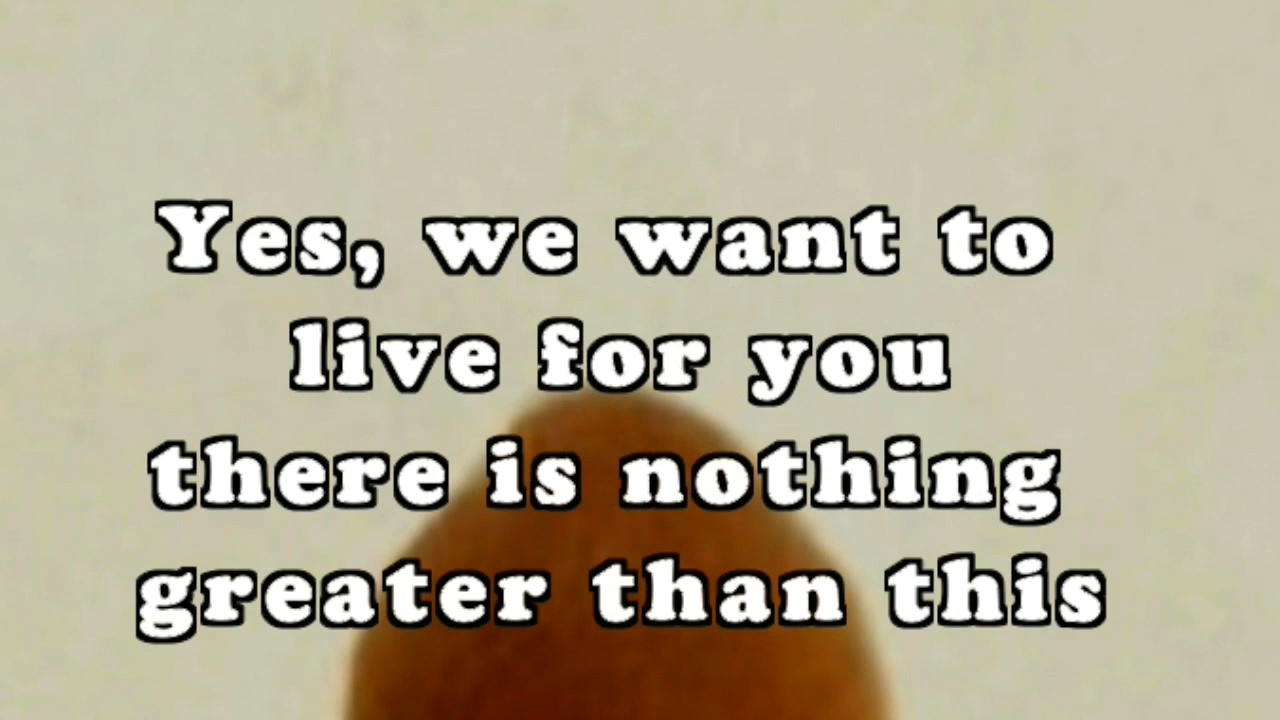 Yes, we want to
live for you
there is nothing
greater than this